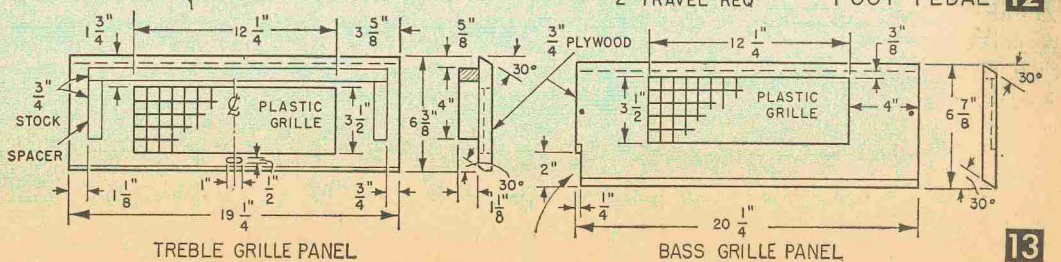 2" TRAVEL REQ FOOT PEDAL 12
1 3/4" 12 1/4" 3 5/8" 5/8" 3/4" PLYWOOD 12 1/4" 3/8"
30° 30°
3/4" STOCK
SPACER
℄ PLASTIC GRILLE
3 1/2" 6 3/8" 4"
3 1/2" PLASTIC GRILLE 4" 6 7/8"
2"
1 1/8" 1" 1/2" 3/4" 30° 1 1/8" 1/4" 30°
19 1/4" 20 1/4"
TREBLE GRILLE PANEL BASS GRILLE PANEL
13